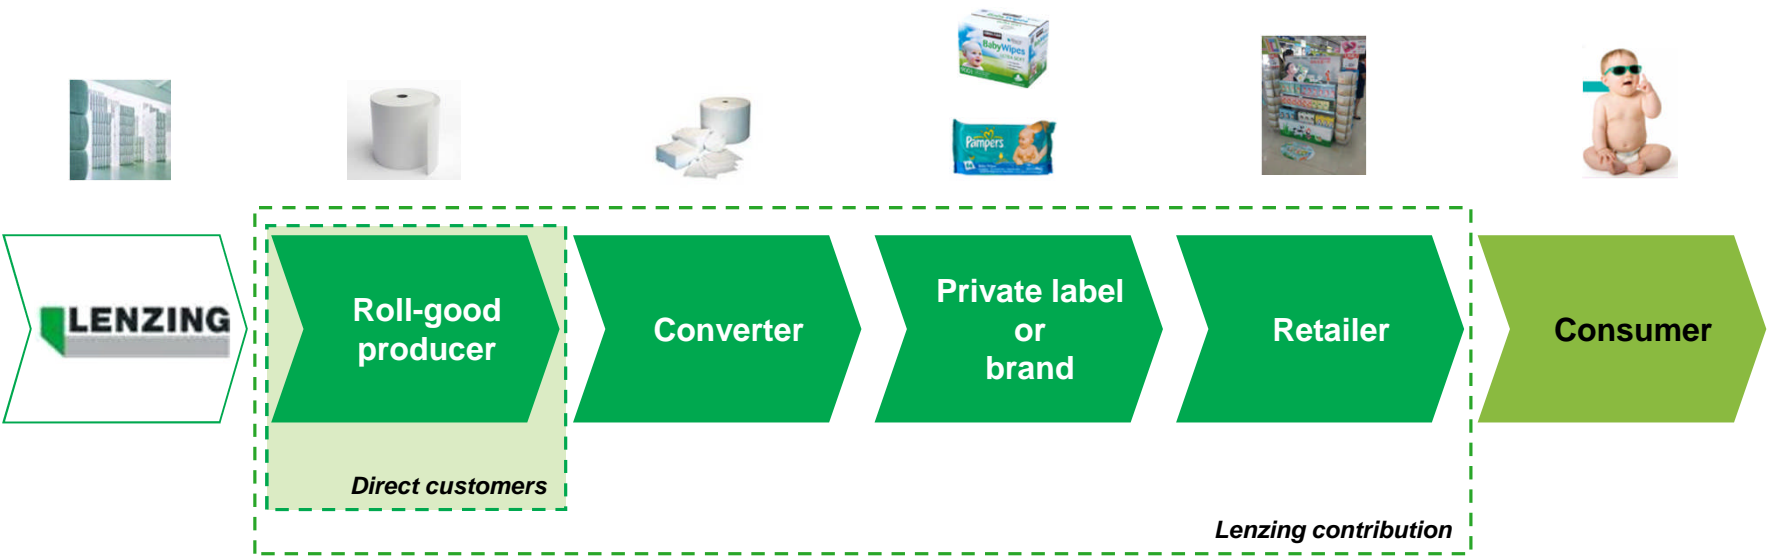 BabyWipes
Pampers
LENZING
Roll-good
producer
Converter
Private label
or
brand
Retailer
Consumer
Direct customers
Lenzing contribution